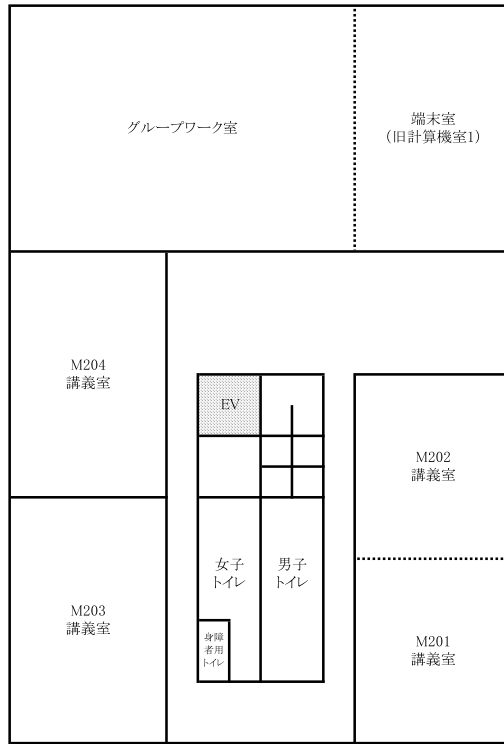 グループワーク室
端末室
（旧計算機室1）
M204
講義室
EV
M202
講義室
女子
トイレ
男子
トイレ
M203
講義室
身障
者用
トイレ
M201
講義室